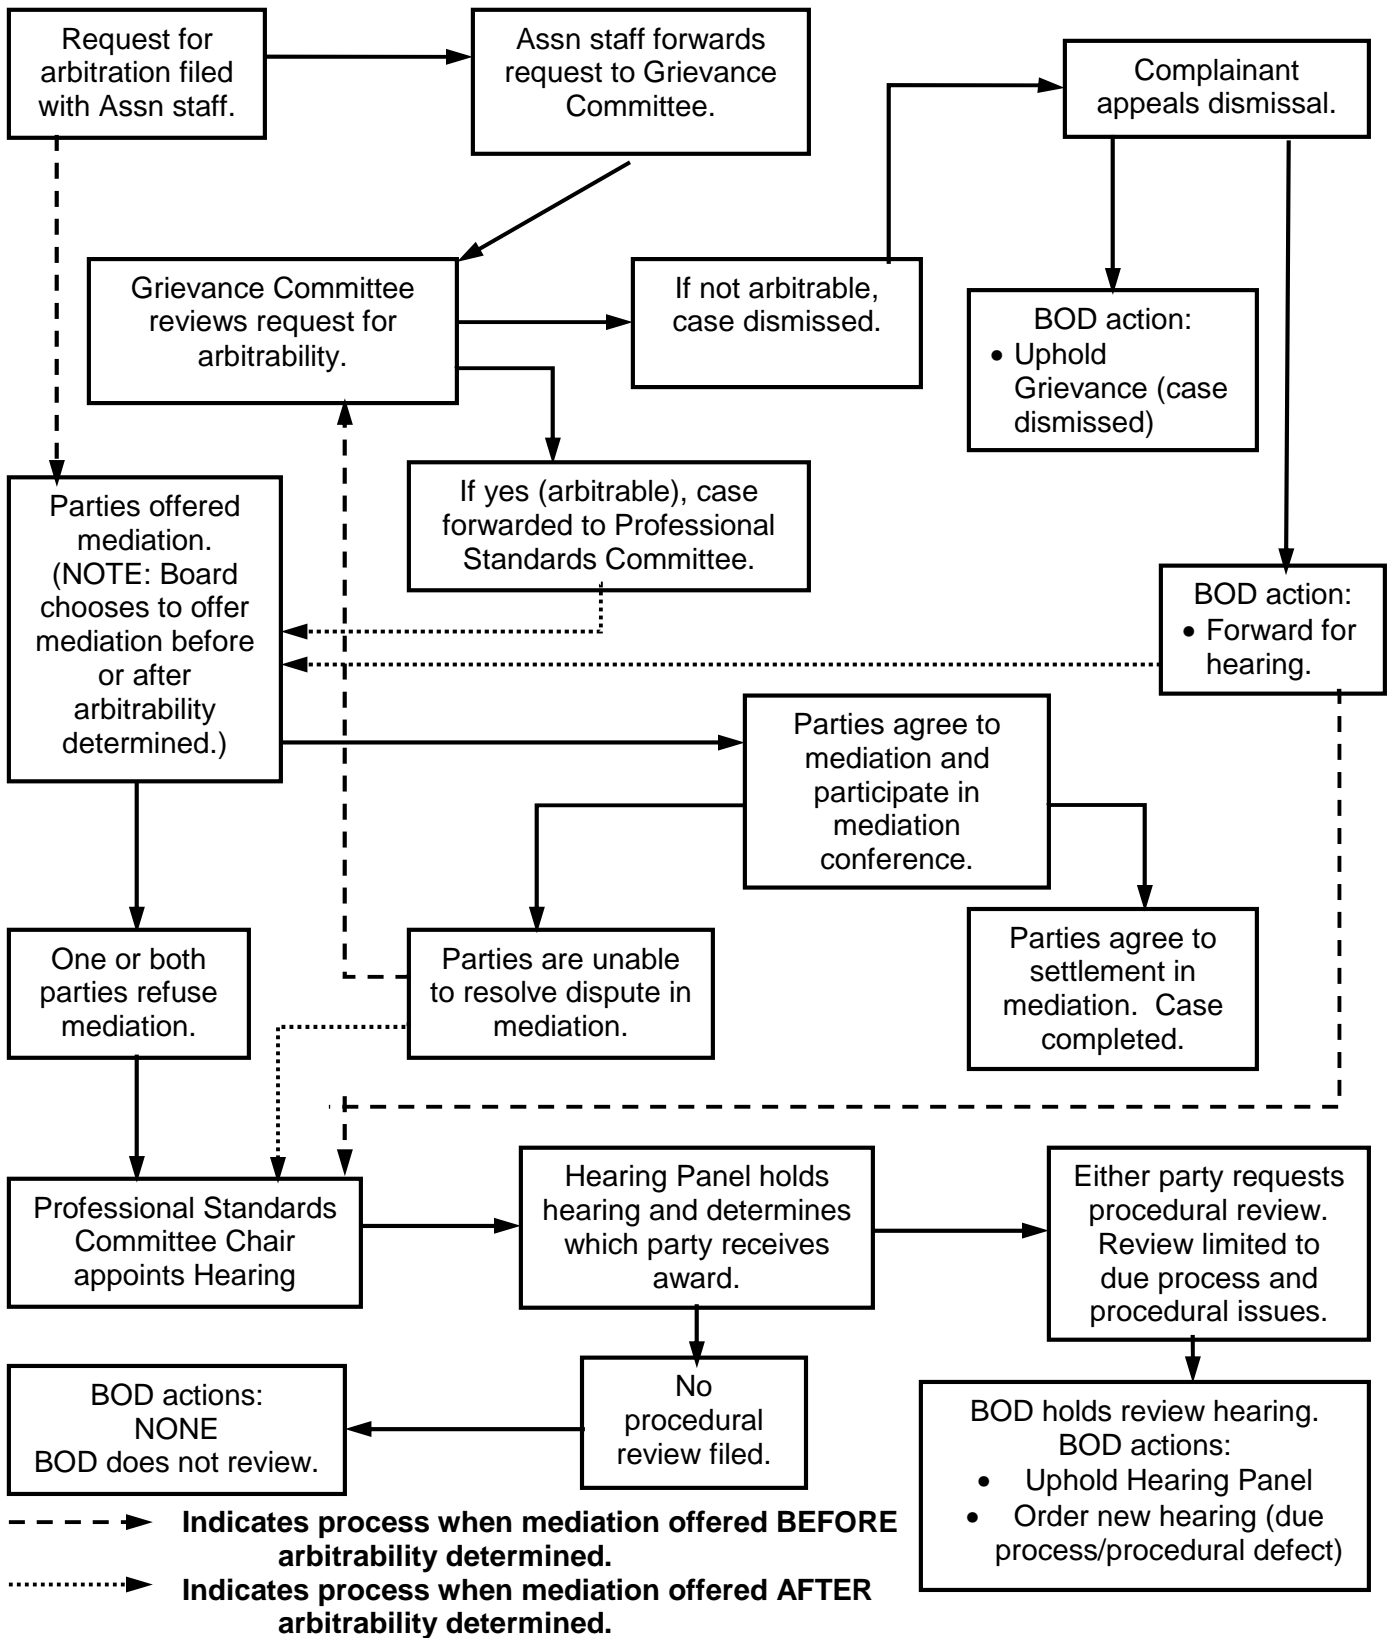 Request for
arbitration filed
with Assn staff.
Assn staff forwards
request to Grievance
Committee.
Complainant
appeals dismissal.
Grievance Committee
reviews request for
arbitrability.
If not arbitrable,
case dismissed.
BOD action:
• Uphold
Grievance (case
dismissed)
If yes (arbitrable), case
forwarded to Professional
Standards Committee.
Parties offered
mediation.
(NOTE: Board
chooses to offer
mediation before
or after
arbitrability
determined.)
BOD action:
• Forward for
hearing.
Parties agree to
mediation and
participate in
mediation
conference.
One or both
parties refuse
mediation.
Parties are unable
to resolve dispute in
mediation.
Parties agree to
settlement in
mediation.  Case
completed.
Professional Standards
Committee Chair
appoints Hearing
Hearing Panel holds
hearing and determines
which party receives
award.
Either party requests
procedural review.
Review limited to
due process and
procedural issues.
BOD actions:
NONE
BOD does not review.
No
procedural
review filed.
BOD holds review hearing.
BOD actions:
• Uphold Hearing Panel
• Order new hearing (due
process/procedural defect)
Indicates process when mediation offered BEFORE
arbitrability determined.
Indicates process when mediation offered AFTER
arbitrability determined.